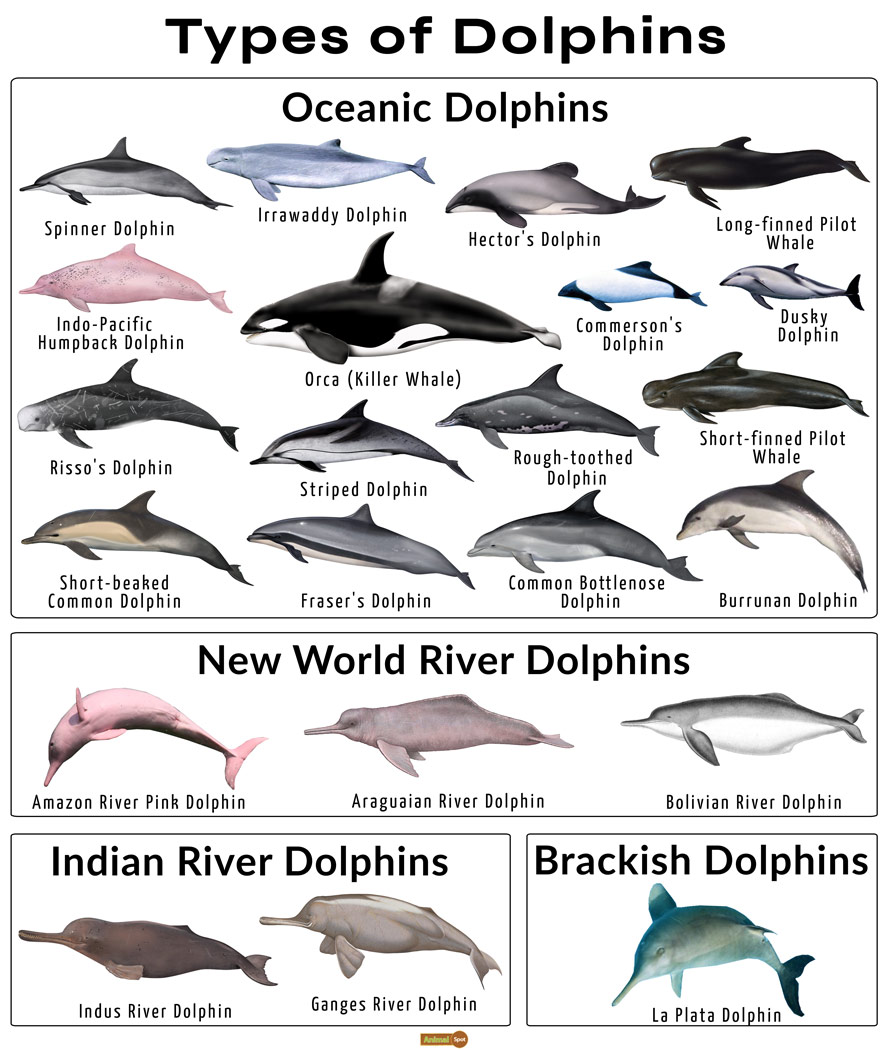 Types of Dolphins
Oceanic Dolphins
Spinner Dolphin
Irrawaddy Dolphin
Hector's Dolphin
Long-finned Pilot
Whale
Indo-Pacific
Humpback Dolphin
Orca (Killer Whale)
Commerson's
Dolphin
Dusky
Dolphin
Risso's Dolphin
Striped Dolphin
Rough-toothed
Dolphin
Short-finned Pilot
Whale
Short-beaked
Common Dolphin
Fraser's Dolphin
Common Bottlenose
Dolphin
Burrunan Dolphin
New World River Dolphins
Amazon River Pink Dolphin
Araguaian River Dolphin
Bolivian River Dolphin
Indian River Dolphins
Indus River Dolphin
Ganges River Dolphin
Brackish Dolphins
La Plata Dolphin
Animal Spot